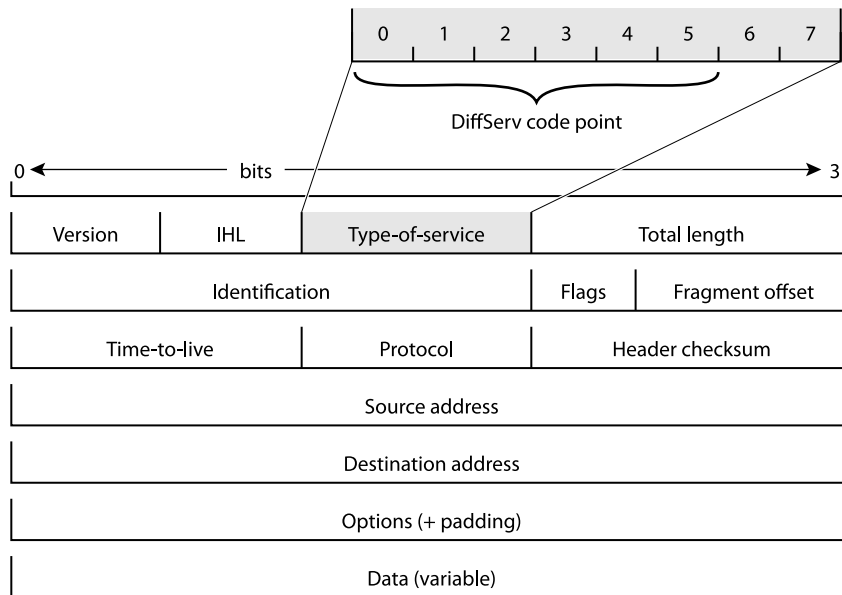 0 1 2 3 4 5 6 7
DiffServ code point
0 bits 3
Version IHL Type-of-service Total length
Identification Flags Fragment offset
Time-to-live Protocol Header checksum
Source address
Destination address
Options (+ padding)
Data (variable)